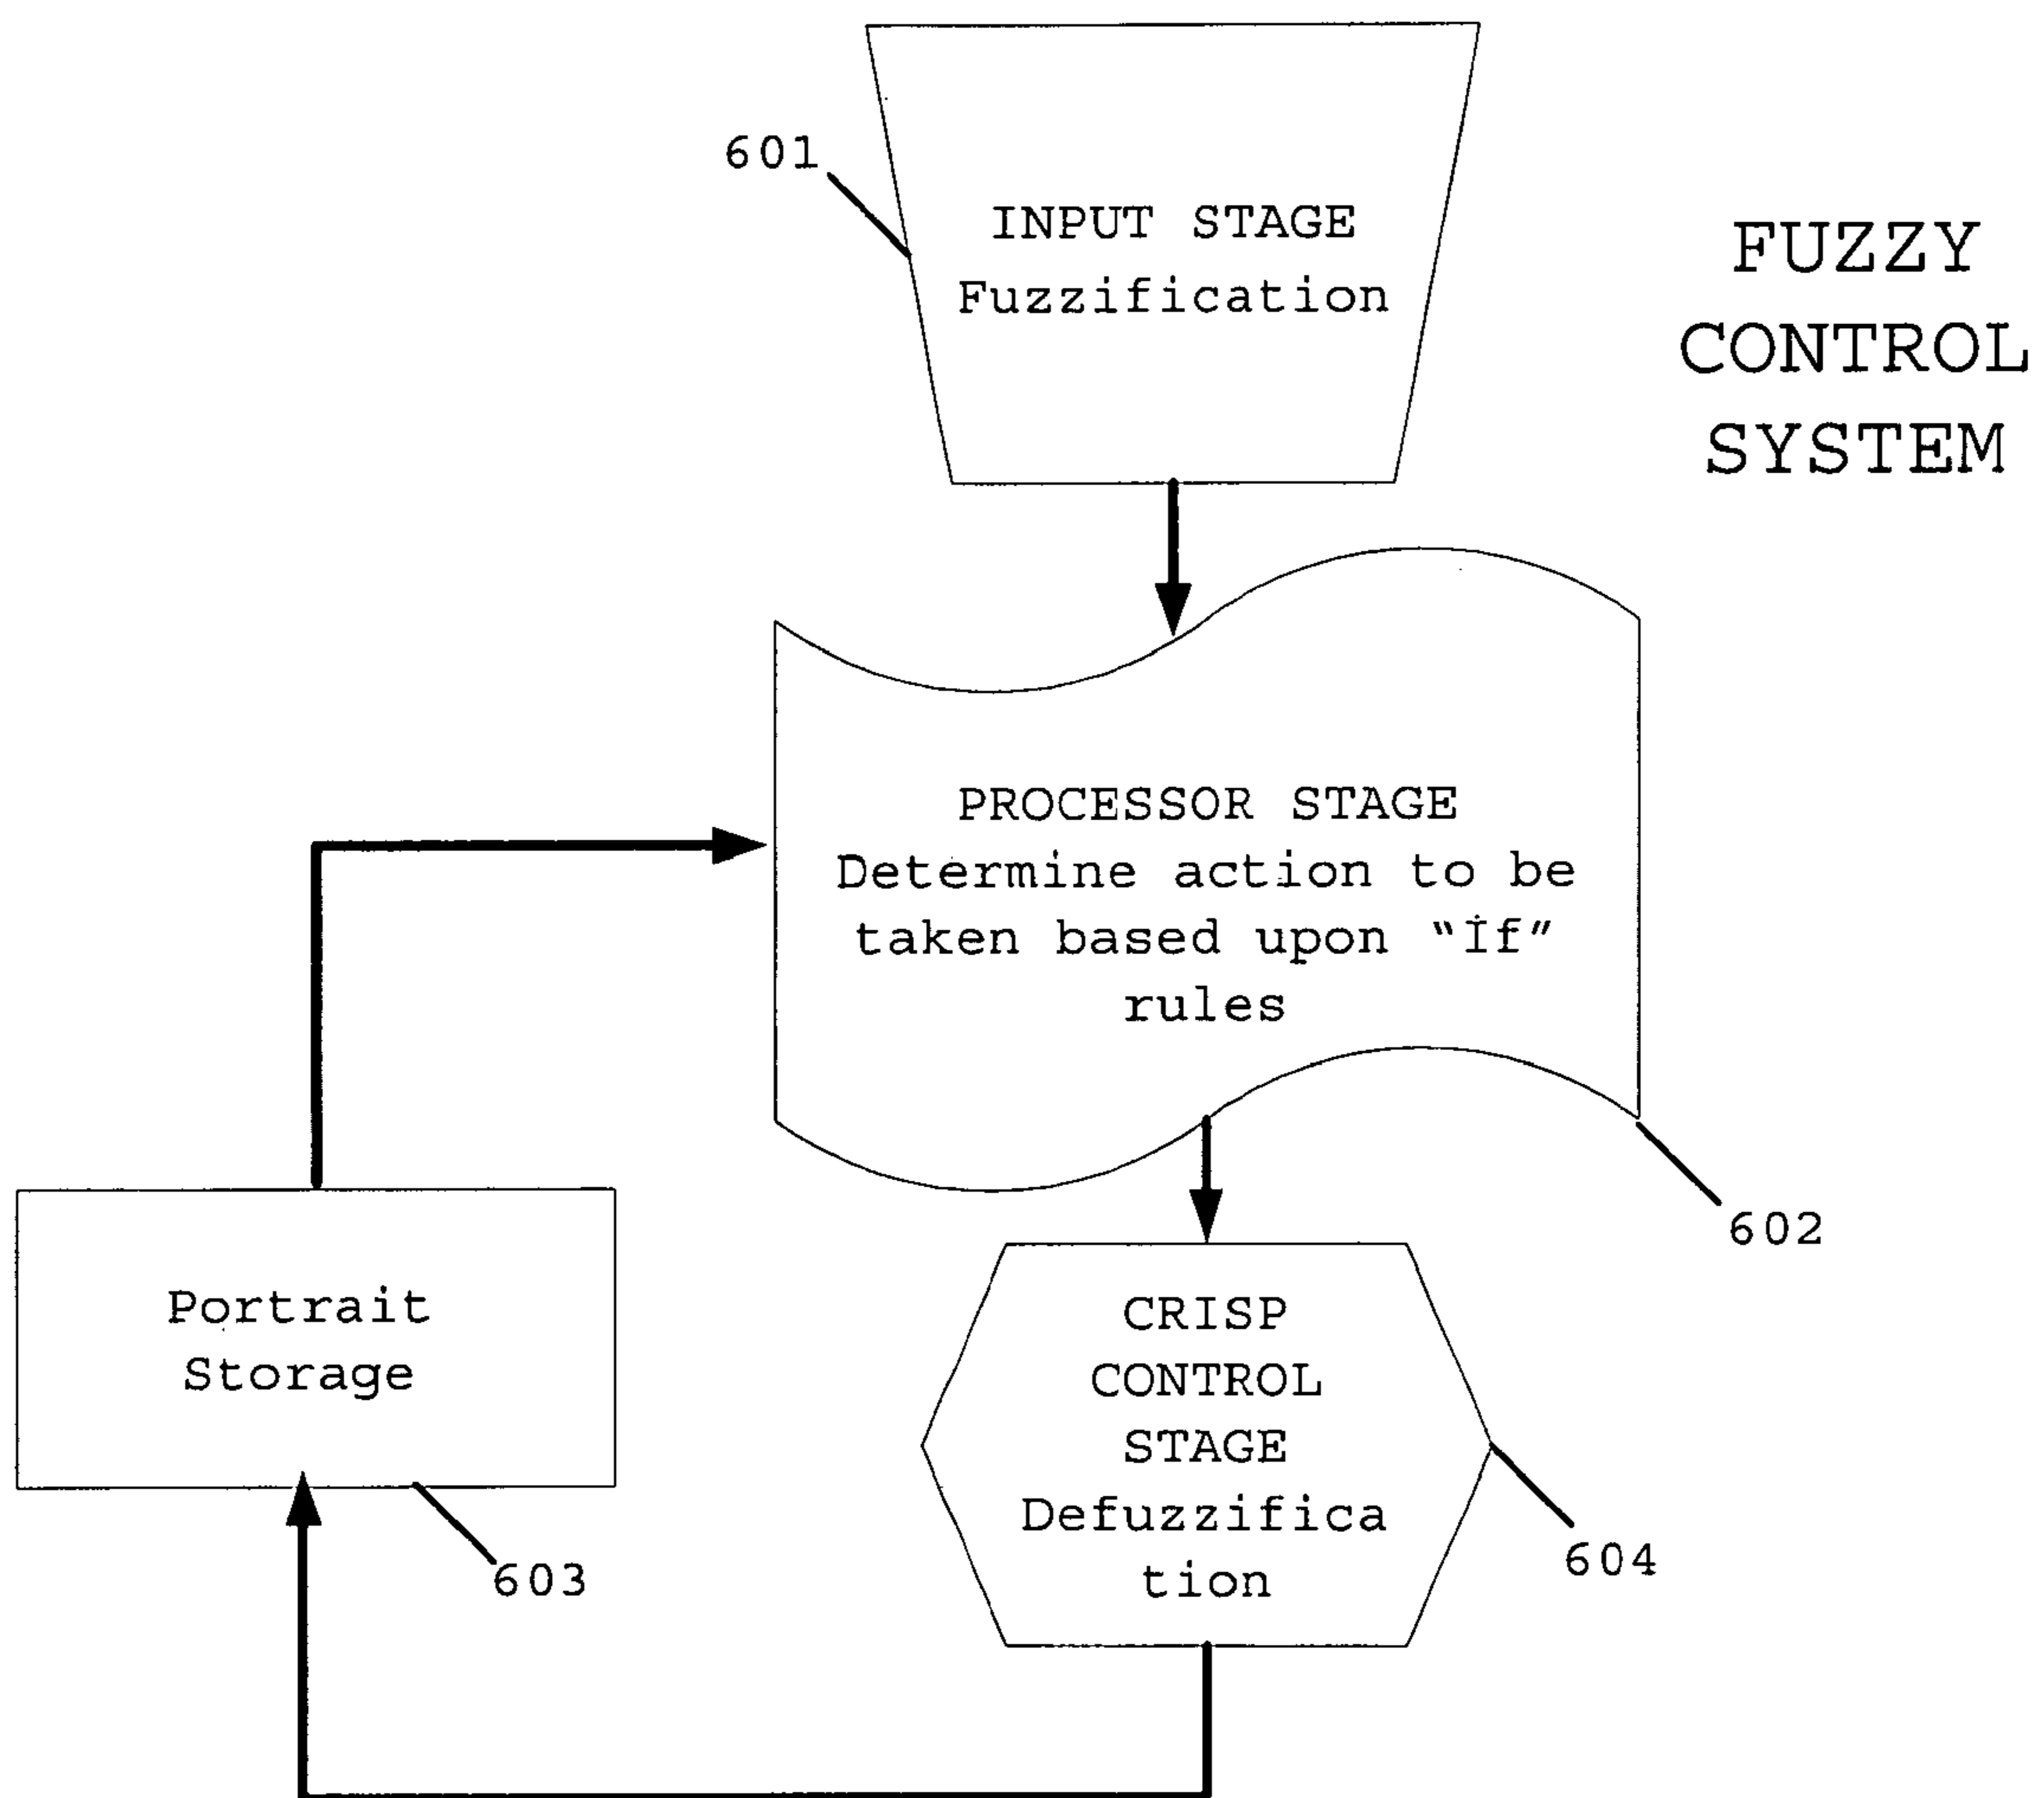 601
INPUT STAGE
Fuzzification
FUZZY
CONTROL
SYSTEM
PROCESSOR STAGE
Determine action to be
taken based upon “If”
rules
602
Portrait
Storage
603
CRISP
CONTROL
STAGE
Defuzzifica
tion
604